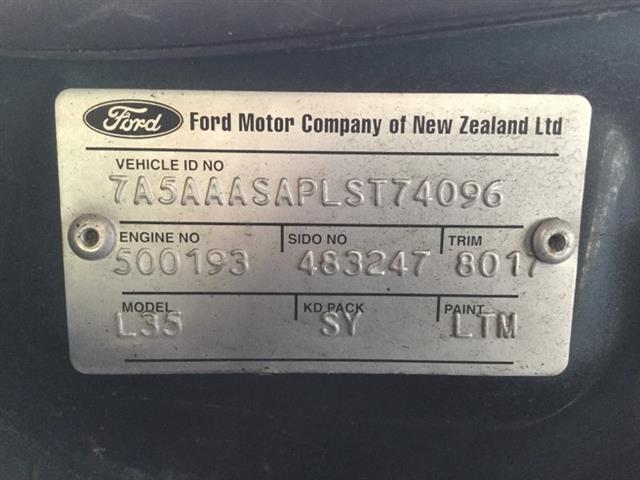 Ford Ford Motor Company of New Zealand Ltd
VEHICLE ID NO
7A5AAASAPLST74096
ENGINE NO SIDO NO TRIM
500193 483247 8017
MODEL KD PACK PAINT
L35 SY LTM